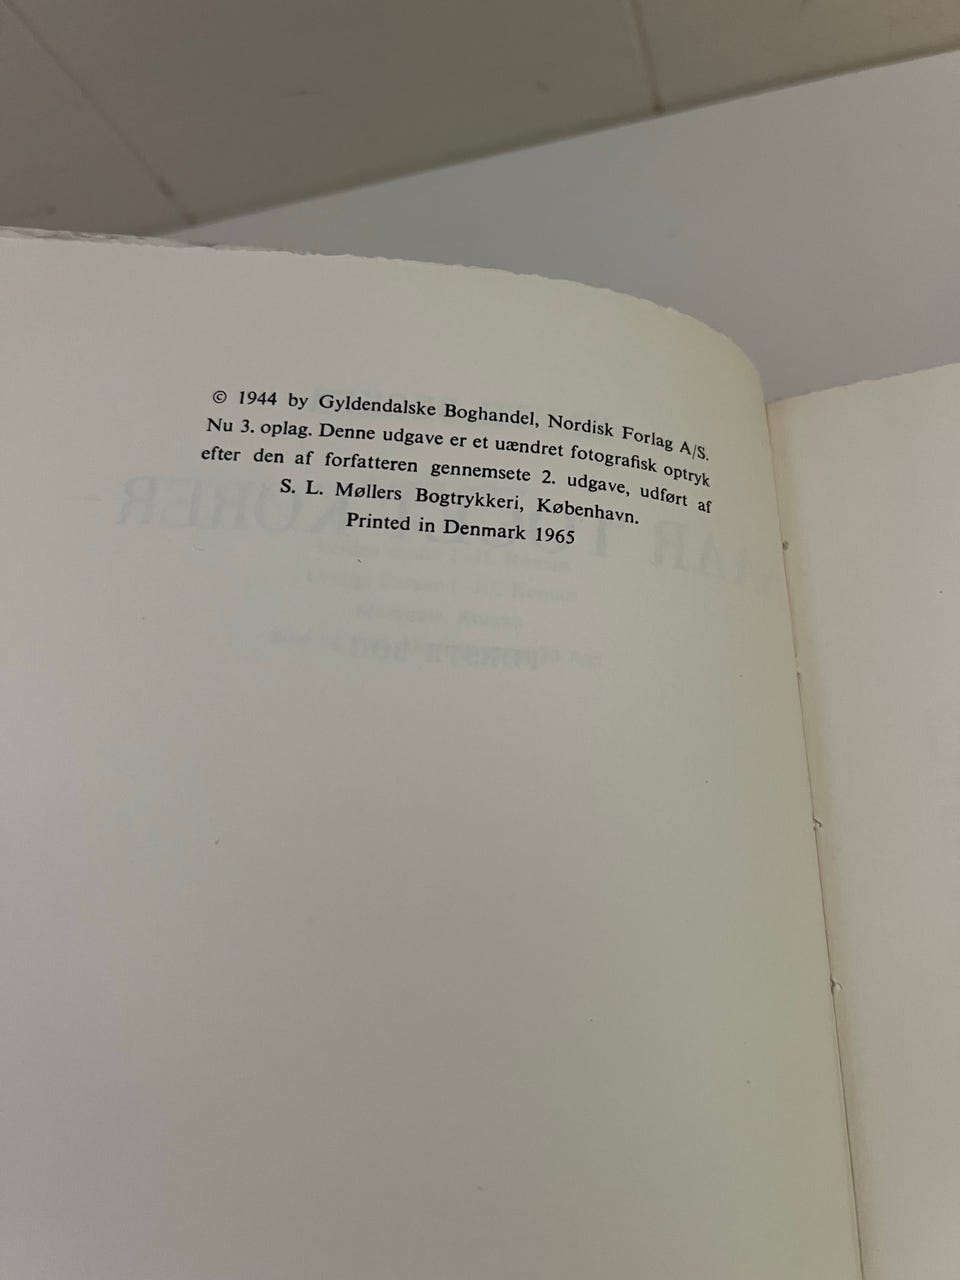 © 1944 by Gyldendalske Boghandel, Nordisk Forlag A/S.
Nu 3. oplag. Denne udgave er et uændret fotografisk optryk
efter den af forfatteren gennemsete 2. udgave, udført af
S. L. Møllers Bogtrykkeri, København.
Printed in Denmark 1965